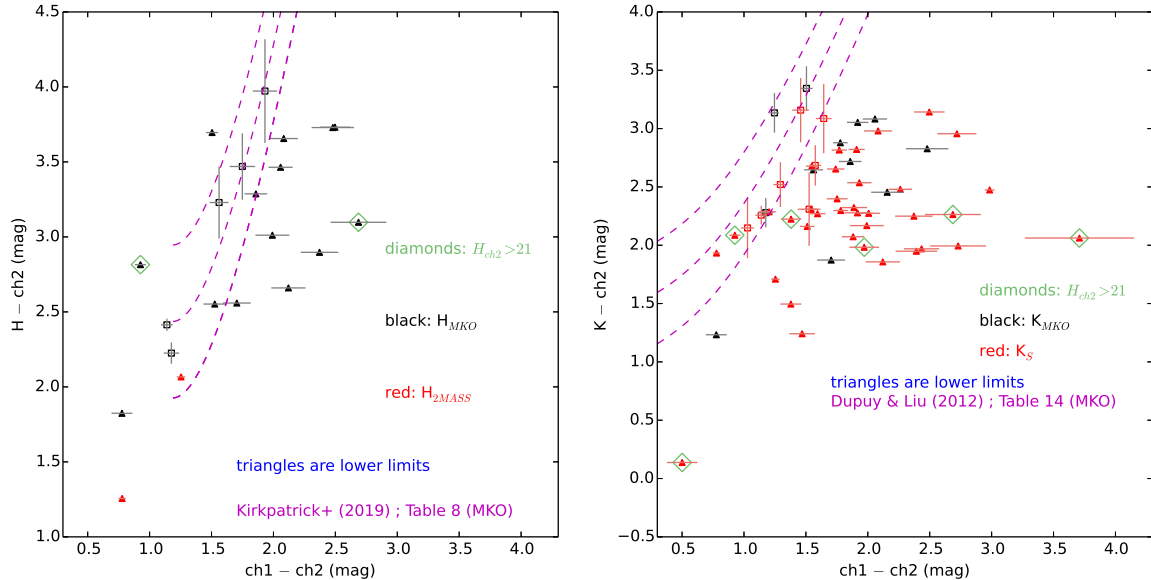 4.5
4.0
3.5
3.0
2.5
2.0
1.5
1.0
H − ch2 (mag)
0.5 1.0 1.5 2.0 2.5 3.0 3.5 4.0
ch1 − ch2 (mag)
diamonds: H_ch2>21
black: H_MKO
red: H_2MASS
triangles are lower limits
Kirkpatrick+ (2019) ; Table 8 (MKO)
4.0
3.5
3.0
2.5
2.0
1.5
1.0
0.5
0.0
−0.5
K − ch2 (mag)
0.5 1.0 1.5 2.0 2.5 3.0 3.5 4.0
ch1 − ch2 (mag)
diamonds: H_ch2>21
black: K_MKO
red: K_S
triangles are lower limits
Dupuy & Liu (2012) ; Table 14 (MKO)